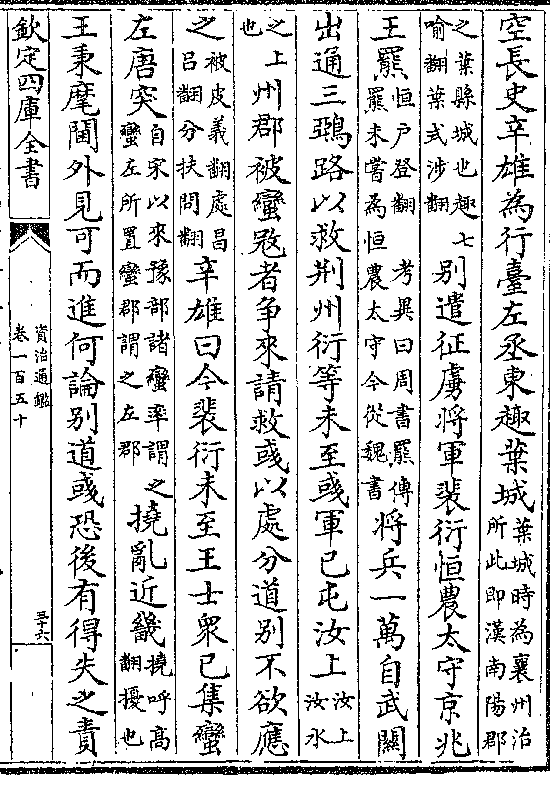 空長史辛雄為行臺左丞東趣葉城葉城時為襄州治所此即漢南陽郡
之葉縣城也趣七喻翻葉式涉翻别遣征虜將軍裴衍恒農太守京兆
王羆恒户登翻考異曰周書羆傳羆未嘗為恒農太守今從魏書將兵一萬自武關
出通三鵶路以救荆州衍等未至彧軍已屯汝上汝上汝水
之上也州郡被蠻宼者争來請救彧以處分道别不欲應
之被皮義翻處昌吕翻分扶問翻辛雄曰今裴衍未至王士衆已集蠻
左唐突自宋以來豫部諸蠻率謂之蠻左所置蠻郡謂之左郡撓亂近畿撓呼高翻擾也
王秉麾閫外見可而進何論别道彧恐後有得失之責
欽定四庫全書
資治通鑑
卷一百五十
五十六